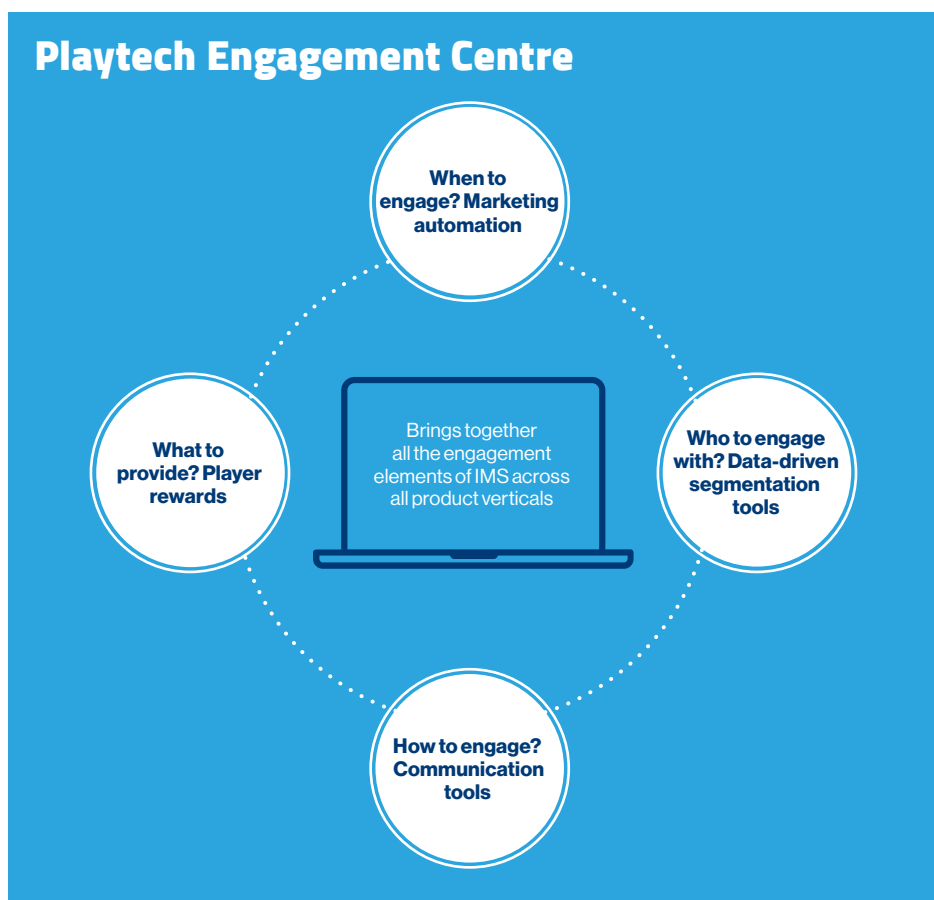 Playtech Engagement Centre
When to
engage? Marketing
automation
What to
provide? Player
rewards
Brings together
all the engagement
elements of IMS across
all product verticals
Who to engage
with? Data-driven
segmentation
tools
How to engage?
Communication
tools